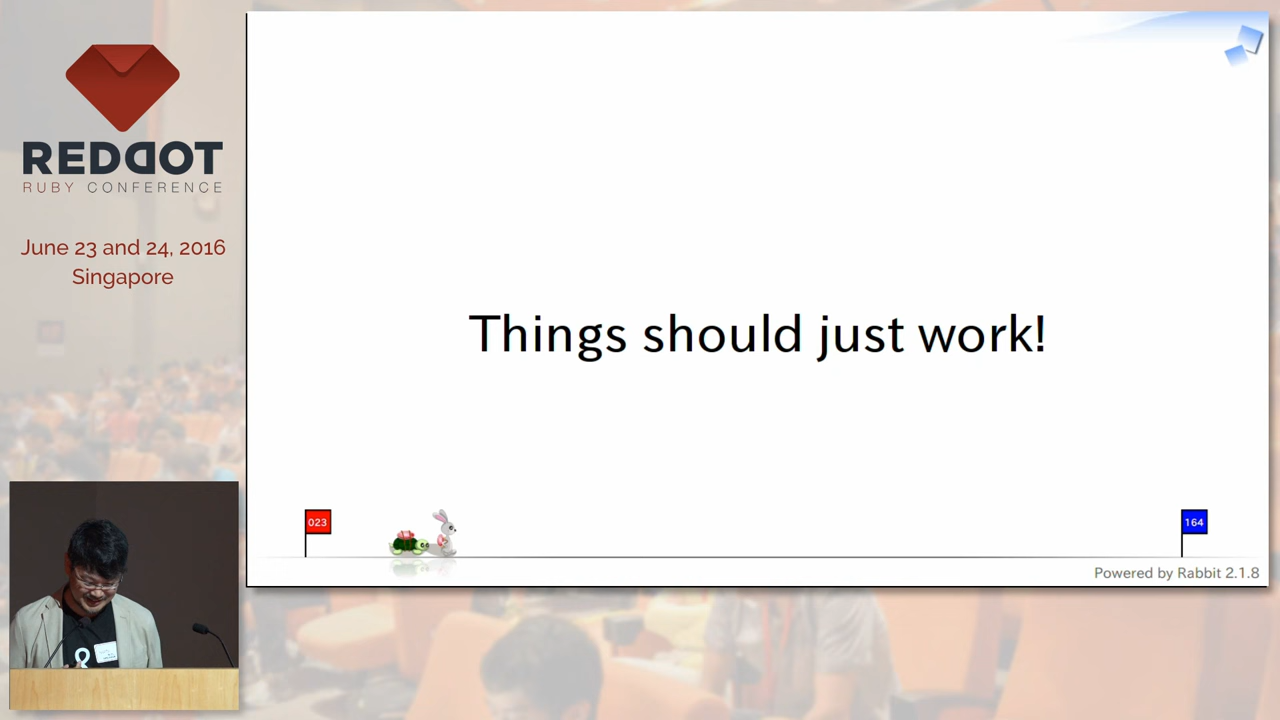 REDDOT
RUBY CONFERENCE
June 23 and 24, 2016
Singapore
Things should just work!
023
164
Powered by Rabbit 2.1.8